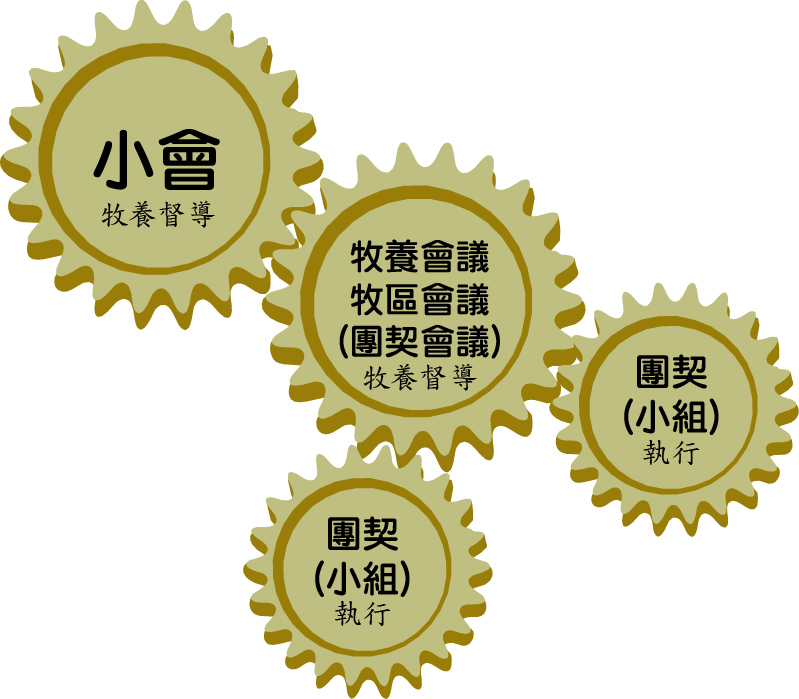 小會
牧養督導
牧養會議
牧區會議
(團契會議)
牧養督導
團契
(小組)
執行
團契
(小組)
執行